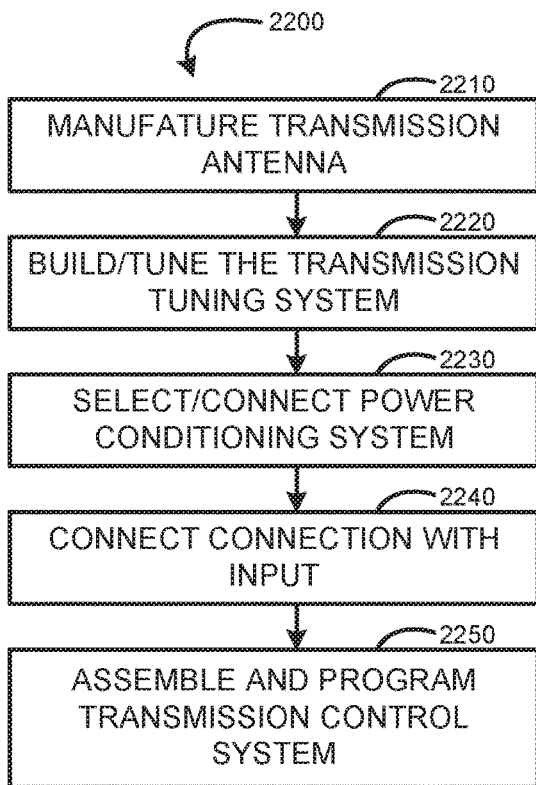 2200
2210
MANUFATURE TRANSMISSION
ANTENNA
2220
BUILD/TUNE THE TRANSMISSION
TUNING SYSTEM
2230
SELECT/CONNECT POWER
CONDITIONING SYSTEM
2240
CONNECT CONNECTION WITH
INPUT
2250
ASSEMBLE AND PROGRAM
TRANSMISSION CONTROL
SYSTEM